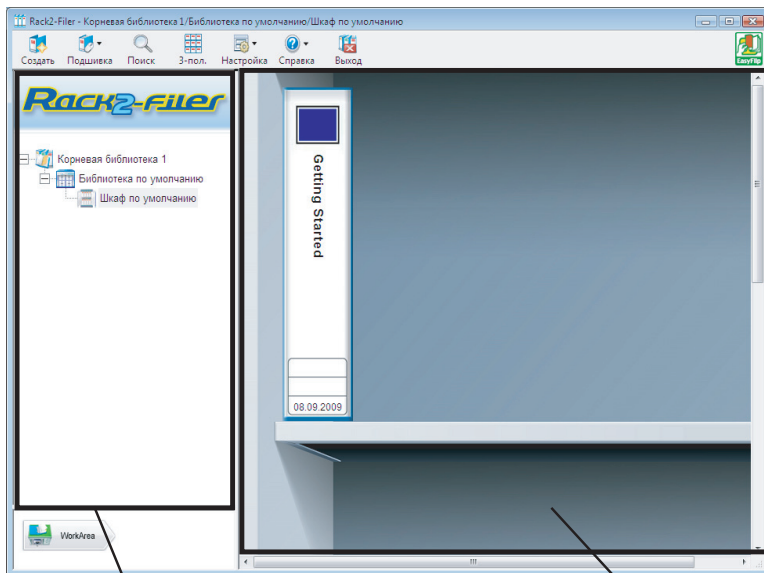 Rack2-Filer - Корневая библиотека 1/Библиотека по умолчанию/Шкаф по умолчанию
Создать Подшивка Поиск 3-пол. Настройка Справка Выход
EasyFlip
Rack2-Filer
Корневая библиотека 1
Библиотека по умолчанию
Шкаф по умолчанию
Getting Started
08.09.2009
WorkArea